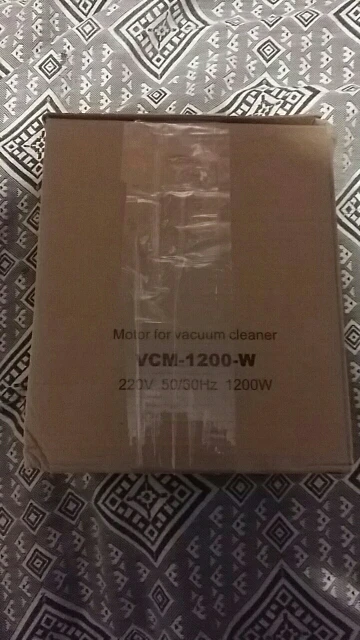 Motor for vacuum cleaner
VCM-1200-W
220V 50/60Hz 1200W